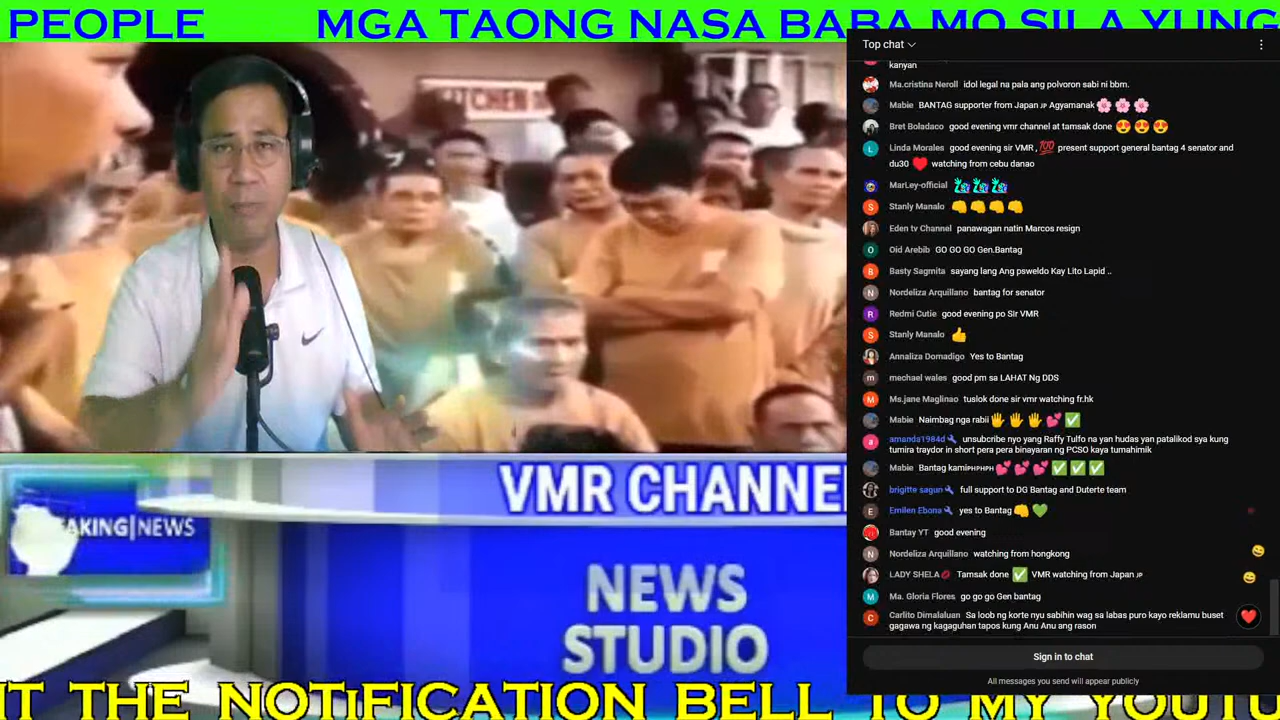 PEOPLE MGA TAONG NASA BABA MO SILA YUNG
KITCHEN
Top chat
kanyan
Ma.cristina Neroll idol legal na pala ang polvoron sabi ni bbm.
Mabie BANTAG supporter from Japan 🇯🇵 Agyamanak 🌸🌸🌸
Bret Boladaco good evening vmr channel at tamsak done 😍😍😍
Linda Morales good evening sir VMR , 💯 present support general bantag 4 senator and
du30 ❤️ watching from cebu danao
MarLey-official
Stanly Manalo 👊👊👊👊
Eden tv Channel panawagan natin Marcos resign
Oid Arebib GO GO GO Gen.Bantag
Basty Sagmita sayang lang Ang psweldo Kay Lito Lapid ..
Nordeliza Arquillano bantag for senator
Redmi Cutie good evening po SIr VMR
Stanly Manalo 👍
Annaliza Domadigo Yes to Bantag
mechael wales good pm sa LAHAT Ng DDS
Ms.jane Maglinao tuslok done sir vmr watching fr.hk
Mabie Naimbag nga rabii 🖐🖐🖐💕✅
amanda1984d unsubcribe nyo yang Raffy Tulfo na yan hudas yan patalikod sya kung
tumira traydor in short pera pera binayaran ng PCSO kaya tumahimik
Mabie Bantag kami🇵🇭🇵🇭🇵🇭💕💕💕✅✅✅
brigitte sagun full support to DG Bantag and Duterte team
Emilen Ebona yes to Bantag 👊💚
Bantay YT good evening
Nordeliza Arquillano watching from hongkong
LADY SHELA💋 Tamsak done ✅ VMR watching from Japan 🇯🇵
Ma. Gloria Flores go go go Gen bantag
Carlito Dimalaluan Sa loob ng korte nyu sabihin wag sa labas puro kayo reklamu buset
gagawa ng kagaguhan tapos kung Anu Anu ang rason
Sign in to chat
All messages you send will appear publicly
VMR CHANNEL
AKING|NEWS
NEWS
STUDIO
IT THE NOTIFICATION BELL TO MY YOUTU